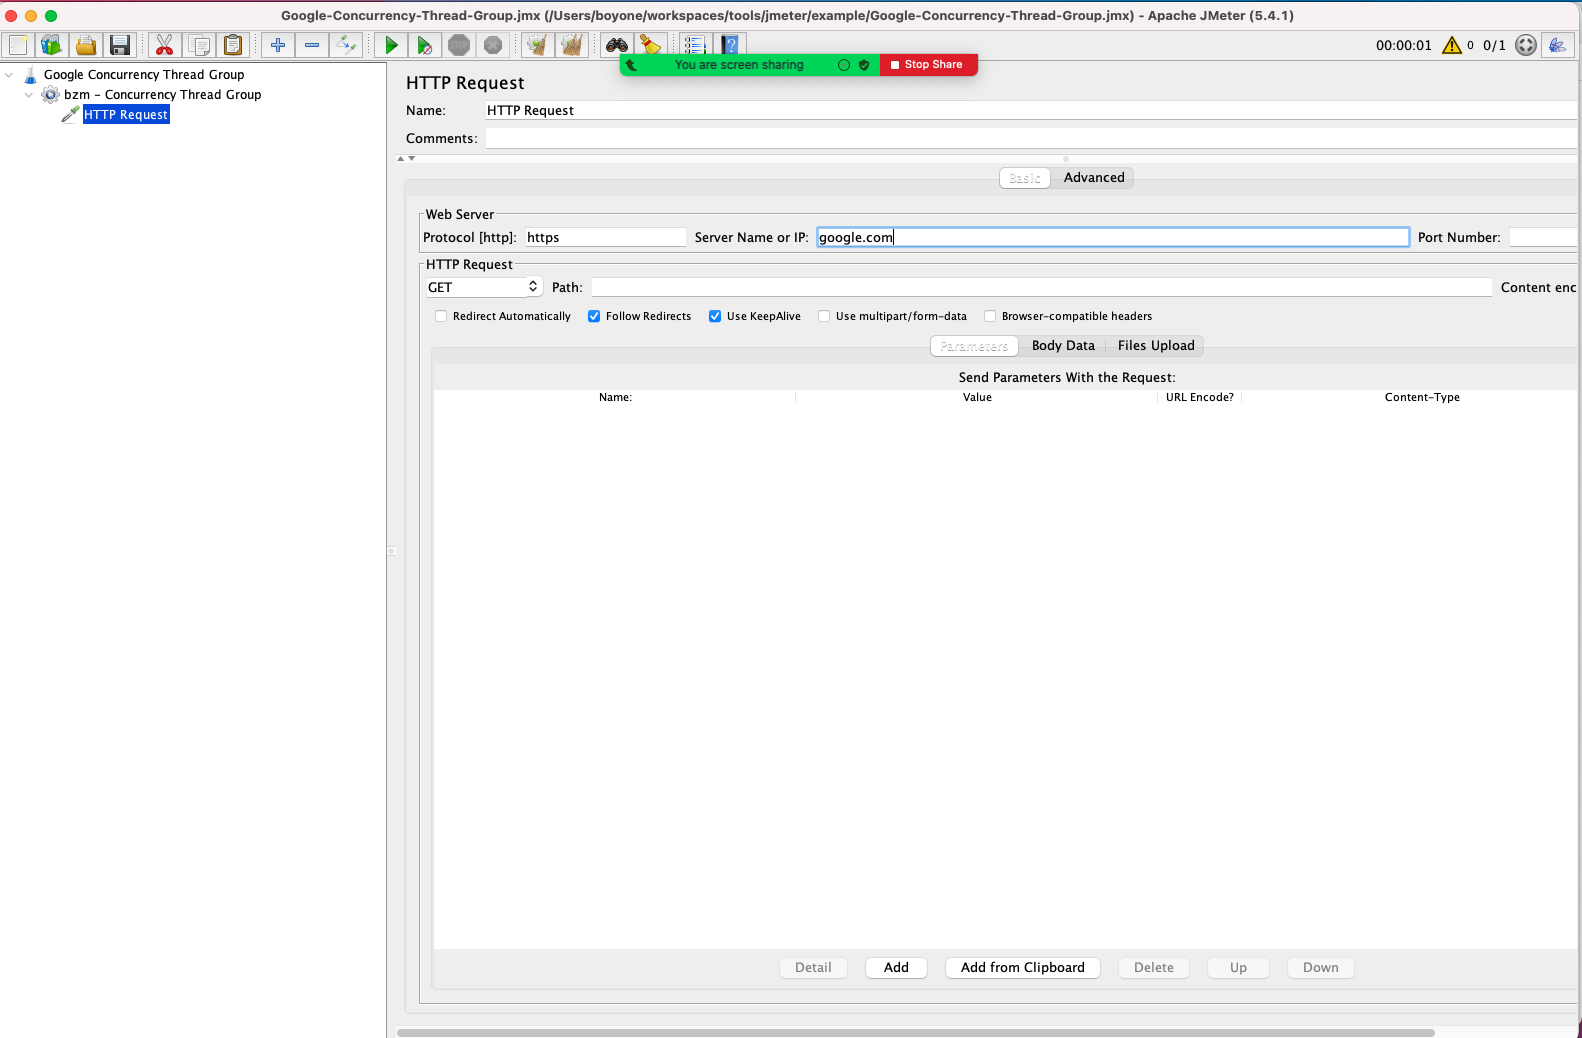 Google-Concurrency-Thread-Group.jmx (/Users/boyone/workspaces/tools/jmeter/example/Google-Concurrency-Thread-Group.jmx) - Apache JMeter (5.4.1)
STOP
00:00:01 0 0/1
You are screen sharing Stop Share
Google Concurrency Thread Group
bzm - Concurrency Thread Group
HTTP Request
HTTP Request
Name: HTTP Request
Comments:
Basic Advanced
Web Server
Protocol [http]: https Server Name or IP: google.com Port Number:
HTTP Request
GET Path: Content enc
Redirect Automatically Follow Redirects Use KeepAlive Use multipart/form-data Browser-compatible headers
Parameters Body Data Files Upload
Send Parameters With the Request:
Name: Value URL Encode? Content-Type
Detail Add Add from Clipboard Delete Up Down